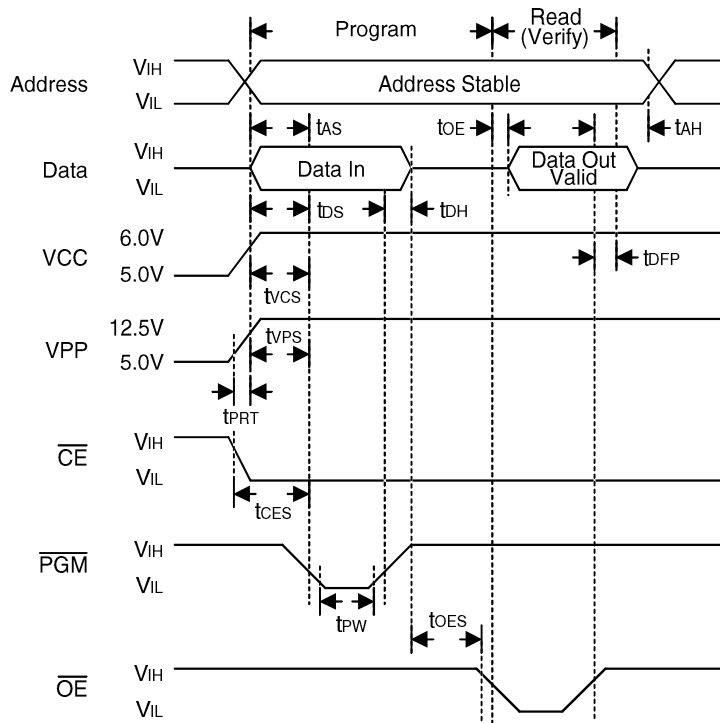 Program
Read
(Verify)
Address
VIH
VIL
Address Stable
tAS
tOE
tAH
Data
VIH
VIL
Data In
Data Out
Valid
tDS
tDH
VCC
6.0V
5.0V
tVCS
tDFP
VPP
12.5V
5.0V
tVPS
tPRT
CE
VIH
VIL
tCES
PGM
VIH
VIL
tPW
tOES
OE
VIH
VIL